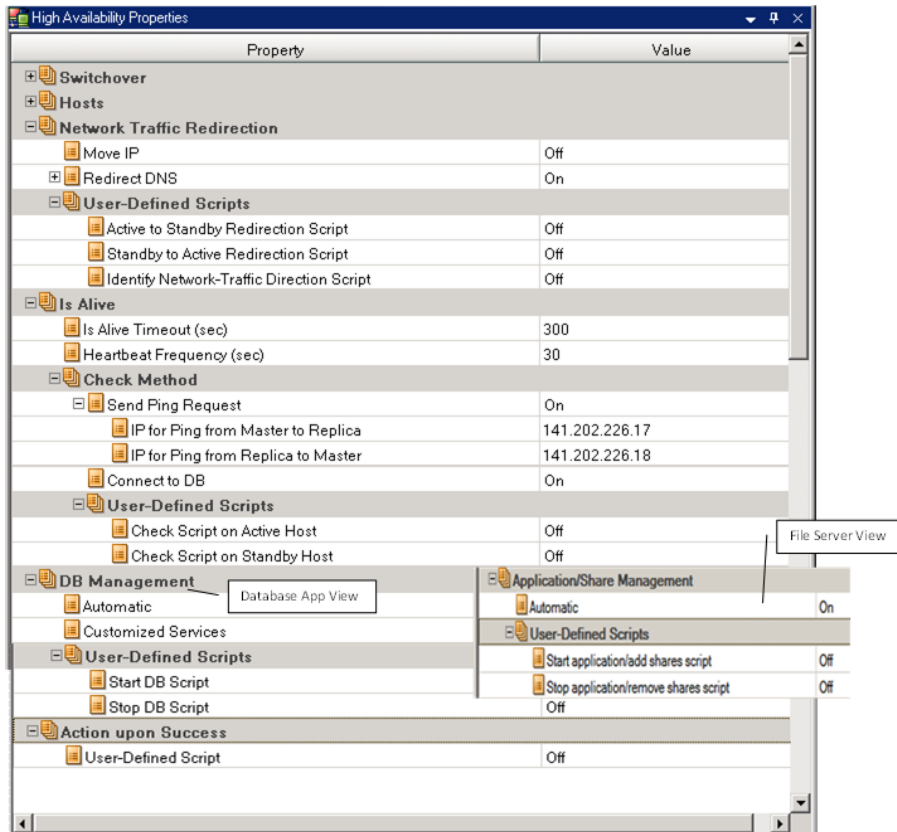 High Availability Properties
Property Value
Switchover
Hosts
Network Traffic Redirection
Move IP Off
Redirect DNS On
User-Defined Scripts
Active to Standby Redirection Script Off
Standby to Active Redirection Script Off
Identify Network-Traffic Direction Script Off
Is Alive
Is Alive Timeout (sec) 300
Heartbeat Frequency (sec) 30
Check Method
Send Ping Request On
IP for Ping from Master to Replica 141.202.226.17
IP for Ping from Replica to Master 141.202.226.18
Connect to DB On
User-Defined Scripts
Check Script on Active Host Off
Check Script on Standby Host Off
File Server View
DB Management
Database App View
Automatic
Customized Services
User-Defined Scripts
Start DB Script
Stop DB Script Off
Application/Share Management
Automatic On
User-Defined Scripts
Start application/add shares script Off
Stop application/remove shares script Off
Action upon Success
User-Defined Script Off